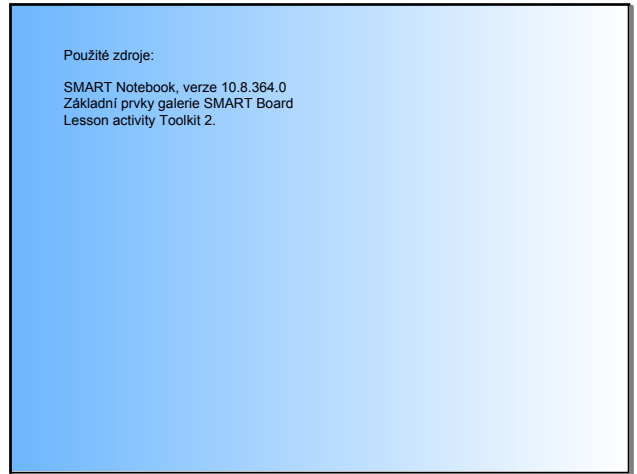 Použité zdroje:
SMART Notebook, verze 10.8.364.0
Základní prvky galerie SMART Board
Lesson activity Toolkit 2.